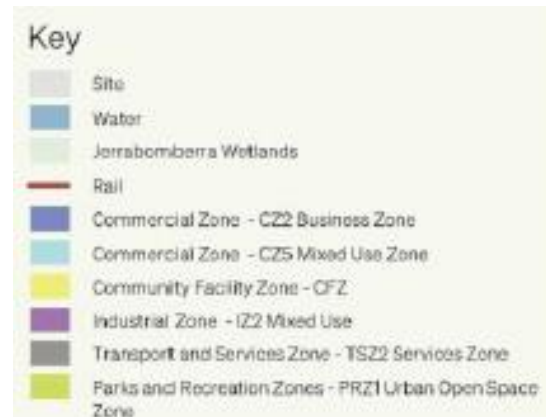 Key
Site
Water
Jerrabomberra Wetlands
Rail
Commercial Zone - CZ2 Business Zone
Commercial Zone - CZ5 Mixed Use Zone
Community Facility Zone - CFZ
Industrial Zone - IZ2 Mixed Use
Transport and Services Zone - TSZ2 Services Zone
Parks and Recreation Zones - PRZ1 Urban Open Space
Zone